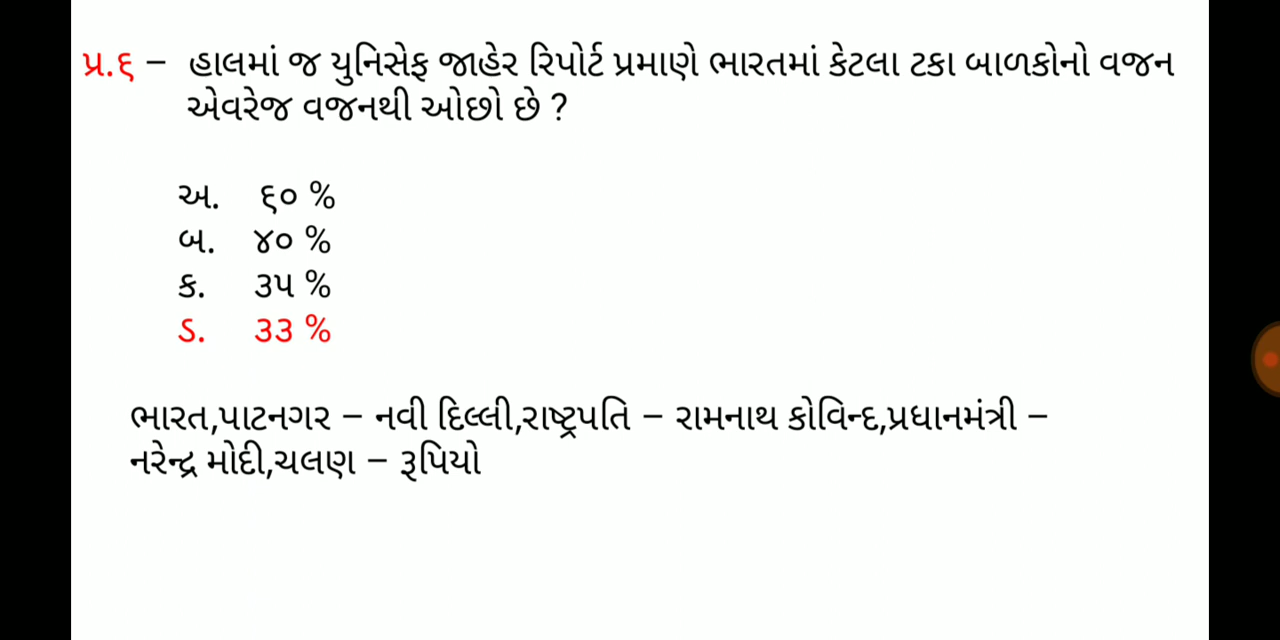 પ્ર.૬ – હાલમાં જ યુનિસેફ જાહેર રિપોર્ટ પ્રમાણે ભારતમાં કેટલા ટકા બાળકોનો વજન
એવરેજ વજનથી ઓછો છે ?
અ. ૬૦ %
બ. ૪૦ %
ક. ૩૫ %
ડ. ૩૩ %
ભારત,પાટનગર – નવી દિલ્લી,રાષ્ટ્રપતિ – રામનાથ કોવિન્દ,પ્રધાનમંત્રી –
નરેન્દ્ર મોદી,ચલણ – રૂપિયો